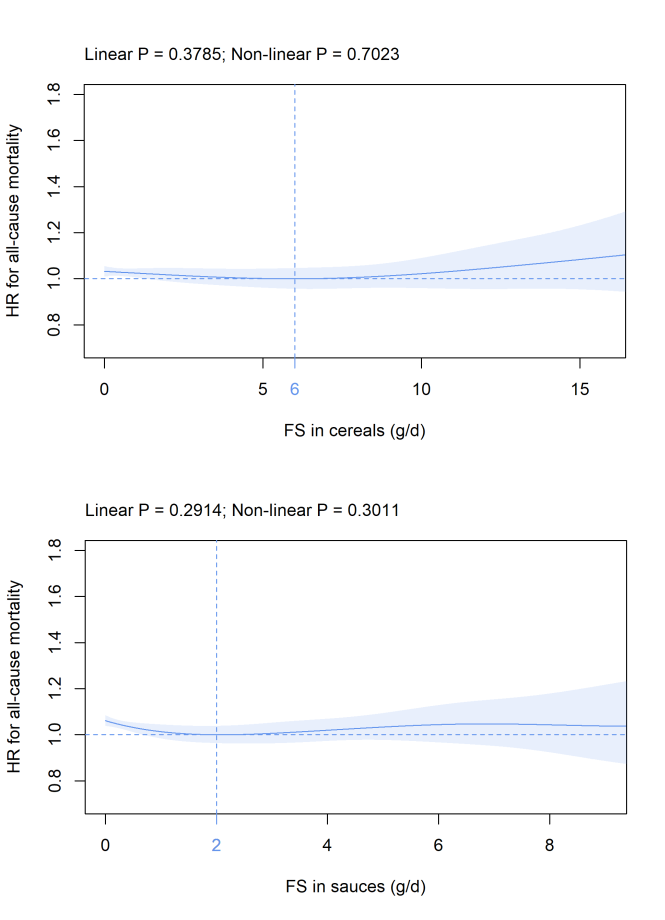 Linear P = 0.3785; Non-linear P = 0.7023
HR for all-cause mortality
1.8
1.6
1.4
1.2
1.0
0.8
0 5 6 10 15
FS in cereals (g/d)
Linear P = 0.2914; Non-linear P = 0.3011
HR for all-cause mortality
1.8
1.6
1.4
1.2
1.0
0.8
0 2 4 6 8
FS in sauces (g/d)